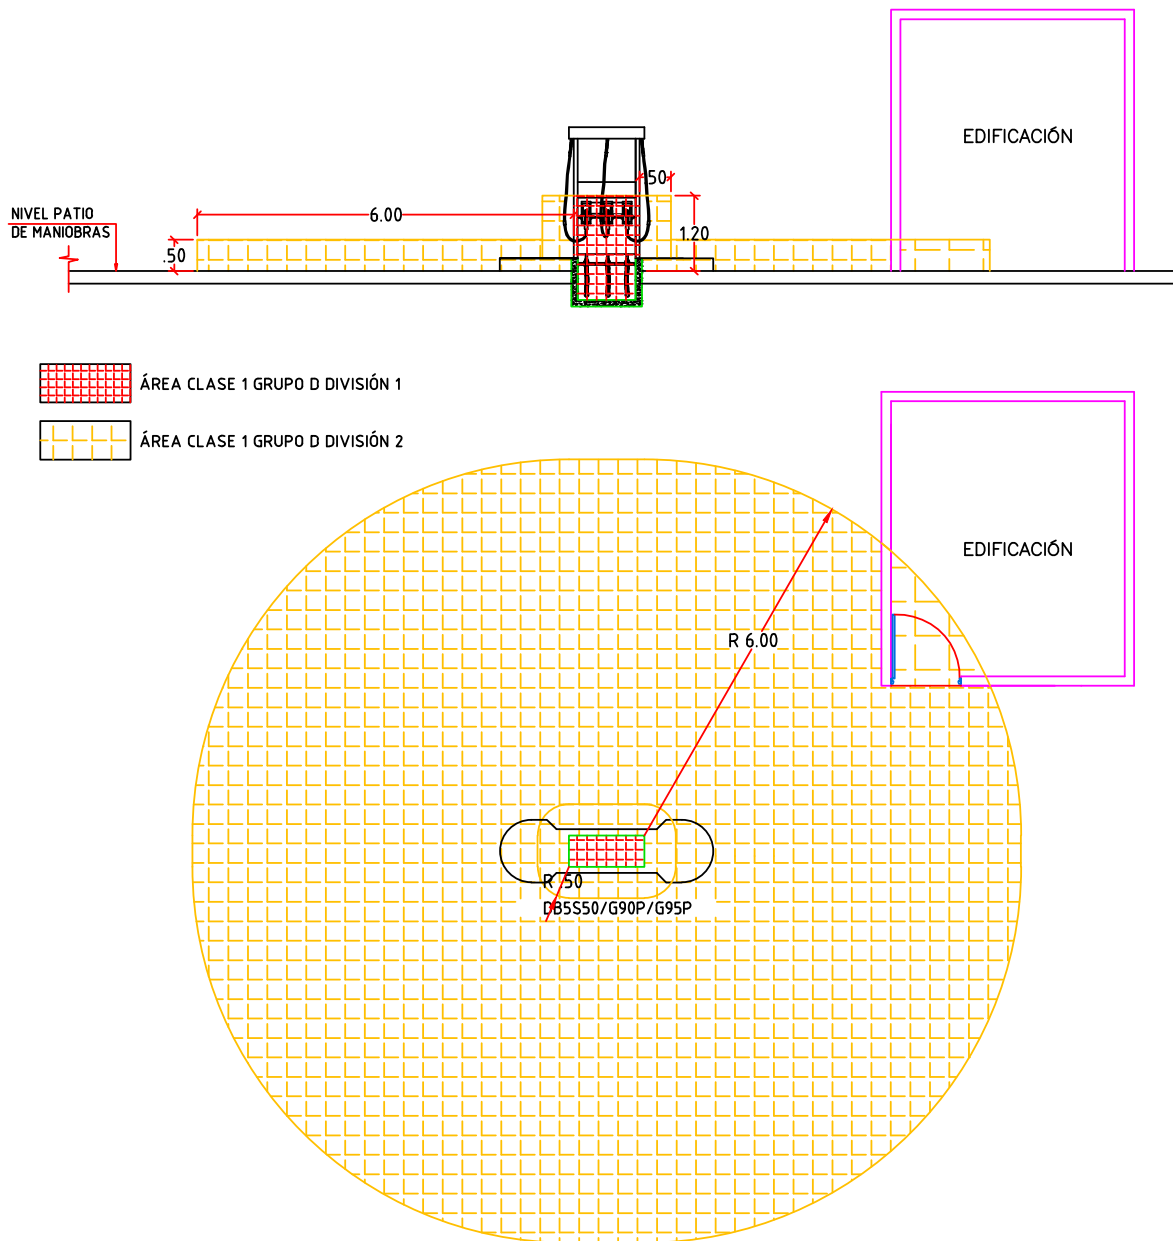 EDIFICACIÓN
.50
6.00
NIVEL PATIO
DE MANIOBRAS
1.20
.50
ÁREA CLASE 1 GRUPO D DIVISIÓN 1
ÁREA CLASE 1 GRUPO D DIVISIÓN 2
EDIFICACIÓN
R 6.00
R .50
DB5S50/G90P/G95P